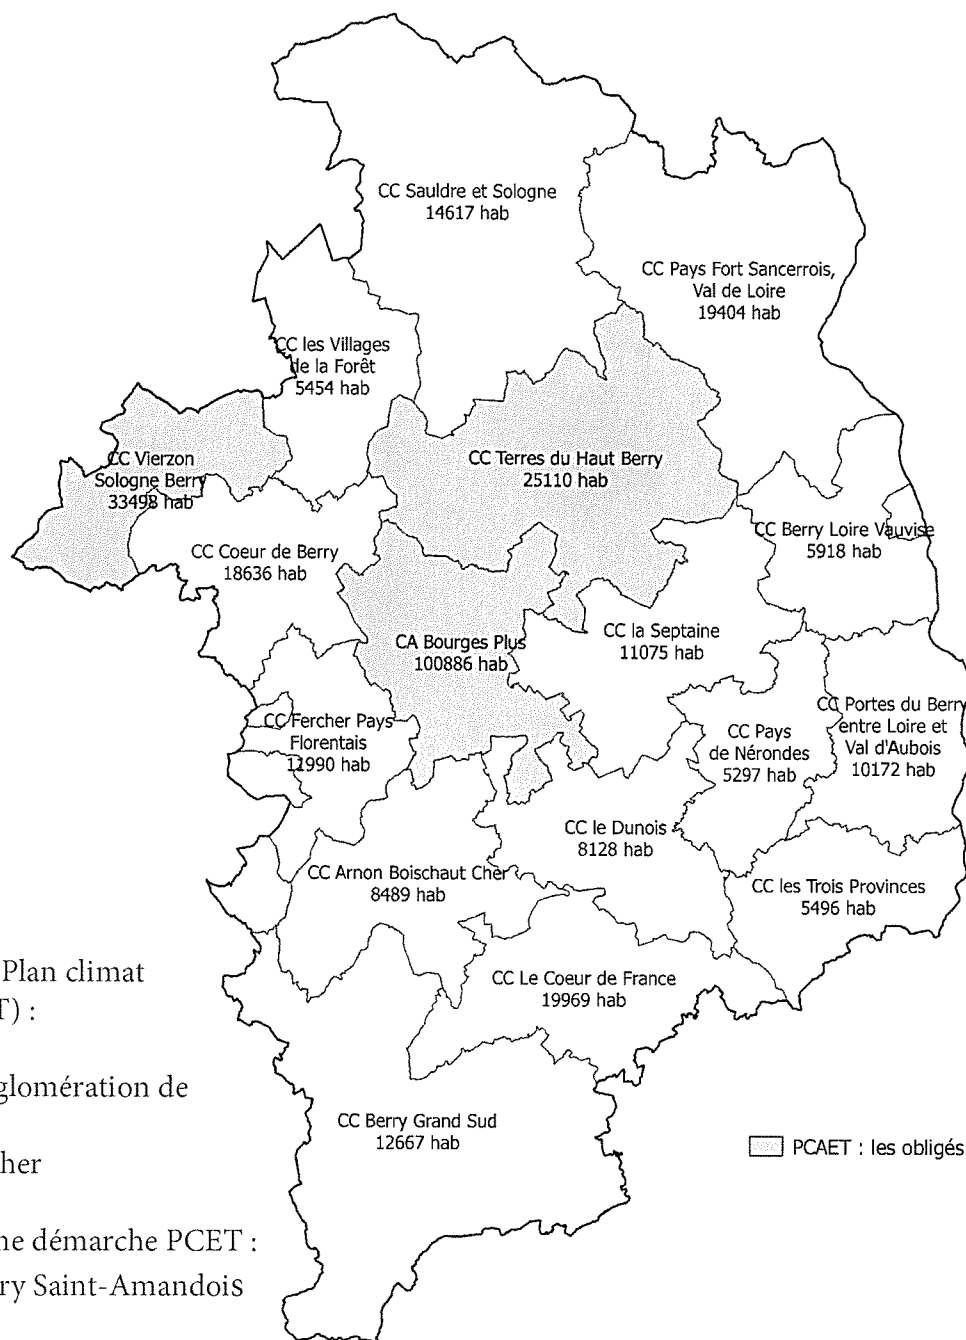 CC Sauldre et Sologne
14617 hab
CC Pays Fort Sancerrois,
Val de Loire
19404 hab
CC les Villages
de la Forêt
5454 hab
CC Vierzon
Sologne Berry
33498 hab
CC Terres du Haut Berry
25110 hab
CC Berry Loire Vauvise
5918 hab
CC Coeur de Berry
18636 hab
CA Bourges Plus
100886 hab
CC la Septaine
11075 hab
CC Fercher Pays
Florentais
11990 hab
CC Pays
de Nérondes
5297 hab
CC Portes du Berry
entre Loire et
Val d'Aubois
10172 hab
CC le Dunois
8128 hab
CC Arnon Boischaut Cher
8489 hab
CC les Trois Provinces
5496 hab
CC Le Coeur de France
19969 hab
CC Berry Grand Sud
12667 hab
PCAET : les obligés
Plan climat
T) :
glomération de
her
ne démarche PCET :
ry Saint-Amandois